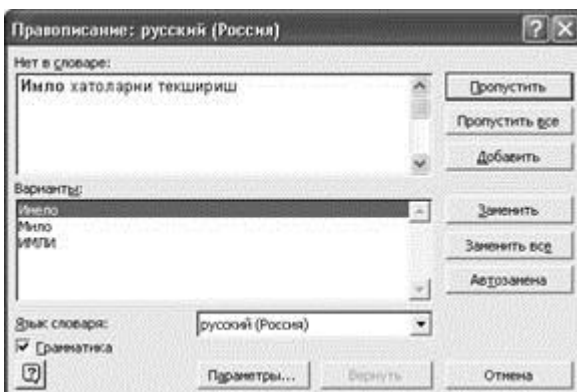 Правописание: русский (Россия)
Нет в словаре:
Имло хатоларни текшириш
Пропустить
Пропустить все
Добавить
Варианты:
Имело
Мило
ИМЛИ
Заменить
Заменить все
Автозамена
Язык словаря:
русский (Россия)
Грамматика
Параметры...
Вернуть
Отмена